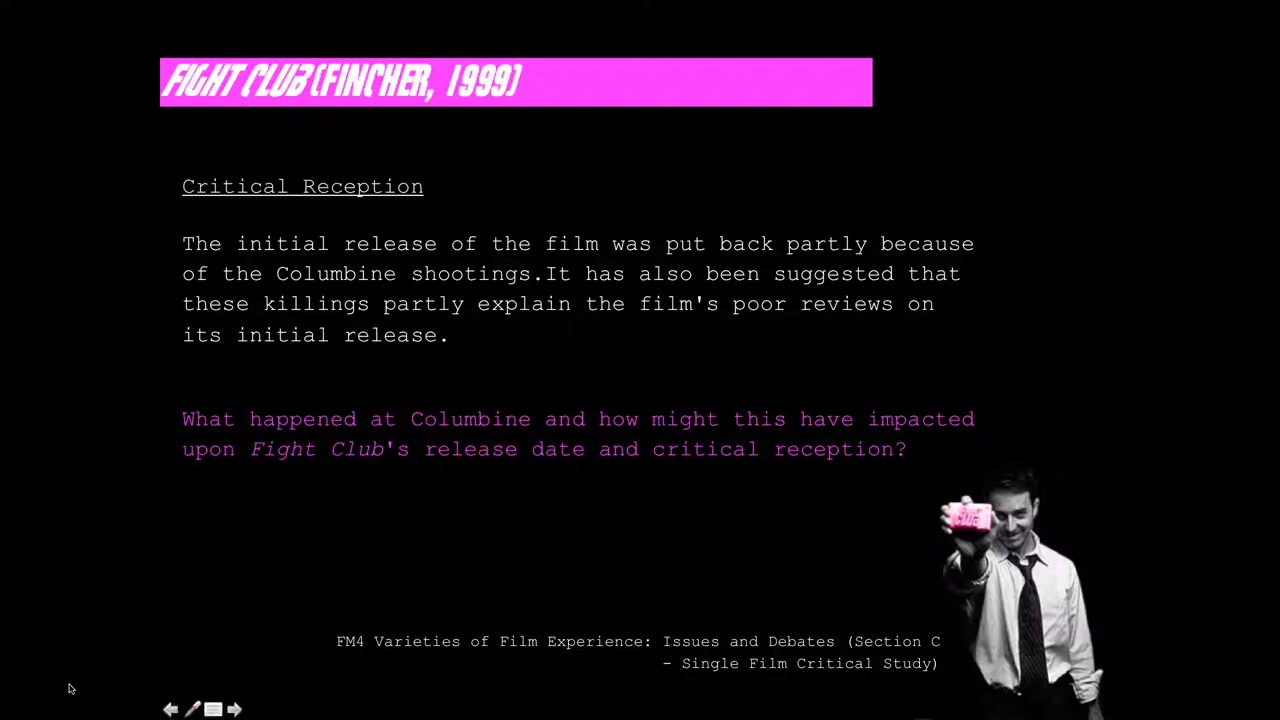 FIGHT CLUB (FINCHER, 1999)
Critical Reception
The initial release of the film was put back partly because
of the Columbine shootings.It has also been suggested that
these killings partly explain the film's poor reviews on
its initial release.
What happened at Columbine and how might this have impacted
upon Fight Club's release date and critical reception?
FIGHT CLUB
FM4 Varieties of Film Experience: Issues and Debates (Section C
– Single Film Critical Study)